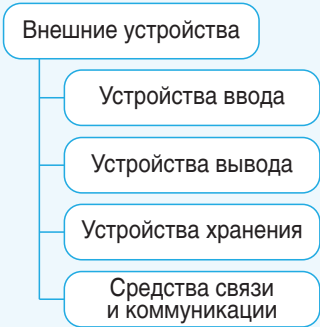 Внешние устройства
Устройства ввода
Устройства вывода
Устройства хранения
Средства связи
и коммуникации